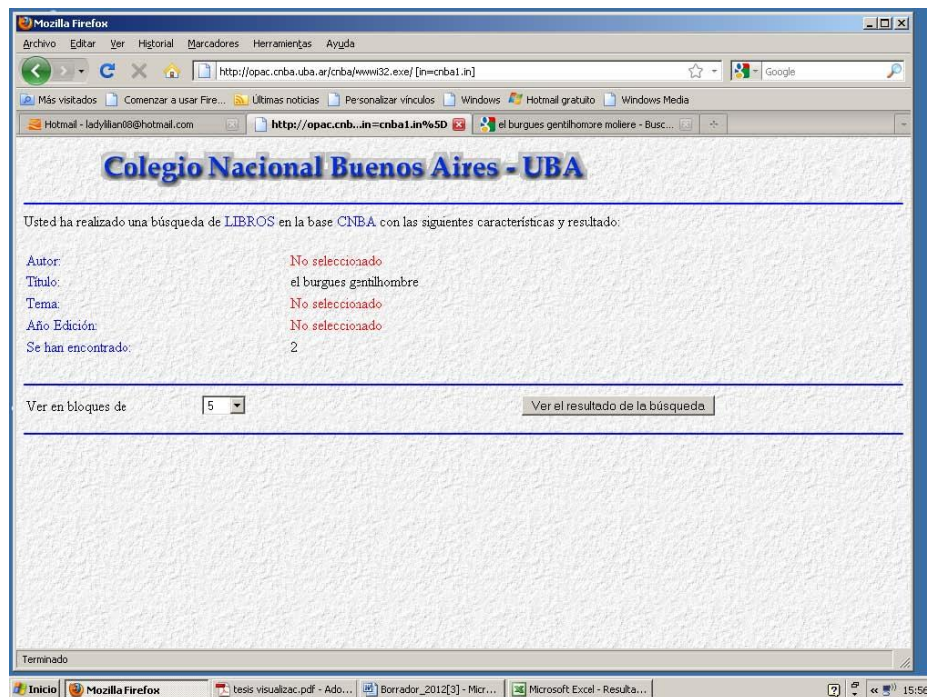 Mozilla Firefox
Archivo Editar Ver Historial Marcadores Herramientas Ayuda
http://opac.cnba.uba.ar/cnba/wwwi32.exe/[in=cnba1.in] Google
Más visitados Comenzar a usar Fire... Últimas noticias Personalizar vínculos Windows Hotmail gratuito Windows Media
Hotmail - ladylilian08@hotmail.com http://opac.cnb...in=cnba1.in%5D el burgues gentilhombre moliere - Busc...
Colegio Nacional Buenos Aires - UBA
Usted ha realizado una búsqueda de LIBROS en la base CNBA con las siguientes características y resultado:
Autor: No seleccionado
Título: el burgues gentilhombre
Tema: No seleccionado
Año Edición: No seleccionado
Se han encontrado: 2
Ver en bloques de 5 Ver el resultado de la búsqueda
Terminado
Inicio Mozilla Firefox tesis visualizac.pdf - Ado... Borrador_2012[3] - Micr... Microsoft Excel - Resulta... 15:56